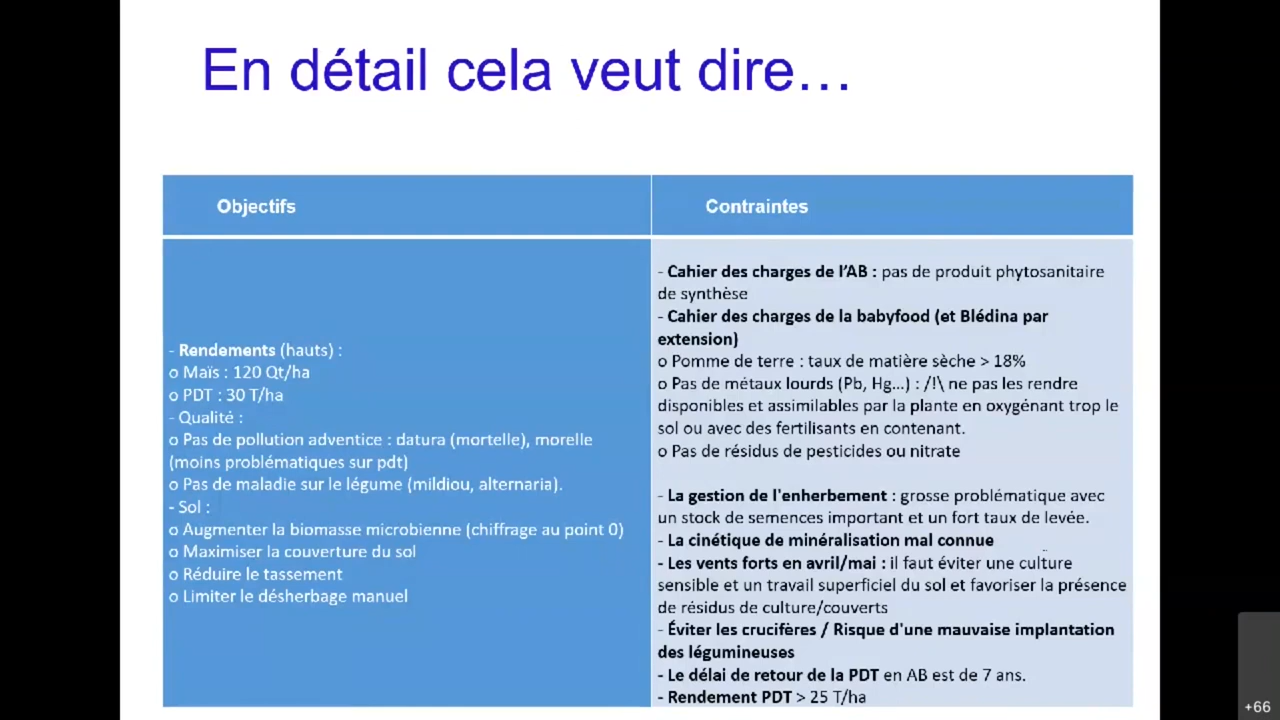 En détail cela veut dire…
Objectifs
- Rendements (hauts) :
o Maïs : 120 Qt/ha
o PDT : 30 T/ha
- Qualité :
o Pas de pollution adventice : datura (mortelle), morelle
(moins problématiques sur pdt)
o Pas de maladie sur le légume (mildiou, alternaria).
- Sol :
o Augmenter la biomasse microbienne (chiffrage au point 0)
o Maximiser la couverture du sol
o Réduire le tassement
o Limiter le désherbage manuel
Contraintes
- Cahier des charges de l’AB : pas de produit phytosanitaire
de synthèse
- Cahier des charges de la babyfood (et Blédina par
extension)
o Pomme de terre : taux de matière sèche > 18%
o Pas de métaux lourds (Pb, Hg…) : /!\ ne pas les rendre
disponibles et assimilables par la plante en oxygénant trop le
sol ou avec des fertilisants en contenant.
o Pas de résidus de pesticides ou nitrate
- La gestion de l'enherbement : grosse problématique avec
un stock de semences important et un fort taux de levée.
- La cinétique de minéralisation mal connue
- Les vents forts en avril/mai : il faut éviter une culture
sensible et un travail superficiel du sol et favoriser la présence
de résidus de culture/couverts
- Éviter les crucifères / Risque d'une mauvaise implantation
des légumineuses
- Le délai de retour de la PDT en AB est de 7 ans.
- Rendement PDT > 25 T/ha
+66